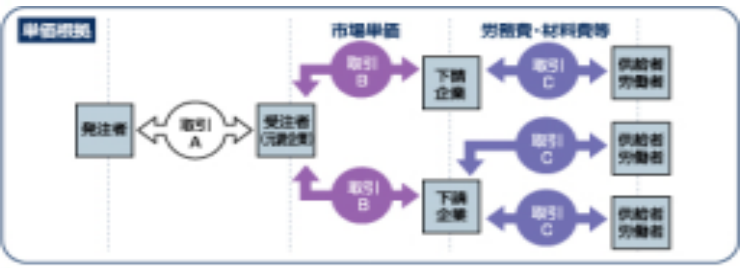 単価根拠
市場単価
労務費・材料費等
取引
B
下請
企業
取引
C
供給者
労働者
発注者
取引
A
受注者
(元請企業)
取引
C
供給者
労働者
取引
B
下請
企業
取引
C
供給者
労働者